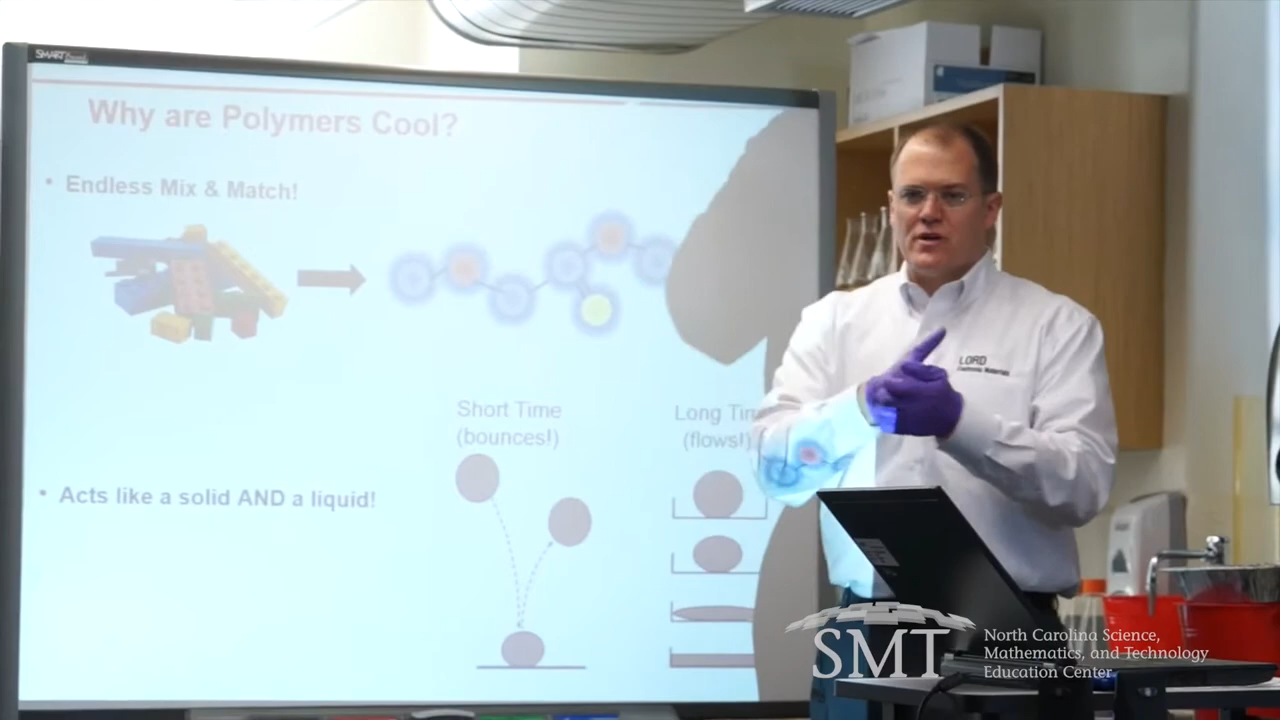 SMART
Why are Polymers Cool?
• Endless Mix & Match!
Short Time
(bounces!)
Long
(flows!)
• Acts like a solid AND a liquid!
LORD
SMT
North Carolina Science,
Mathematics, and Technology
Education Center